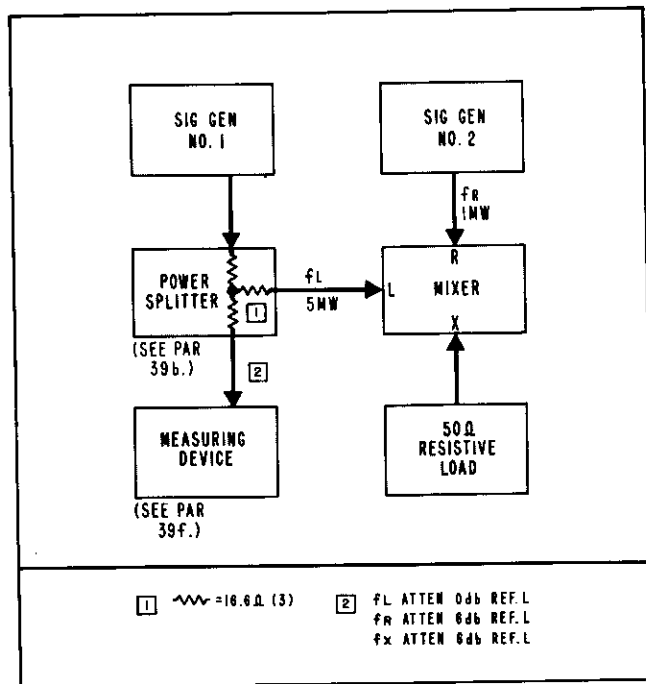 SIG GEN
NO. 1
SIG GEN
NO. 2
fR
1MW
POWER
SPLITTER
1
fL
5MW
L
R
MIXER
X
(SEE PAR
39b.)
2
MEASURING
DEVICE
50Ω
RESISTIVE
LOAD
(SEE PAR
39f.)
1 =16.6Ω (3)
2 fL ATTEN 0db REF.L
fR ATTEN 6db REF.L
fx ATTEN 6db REF.L